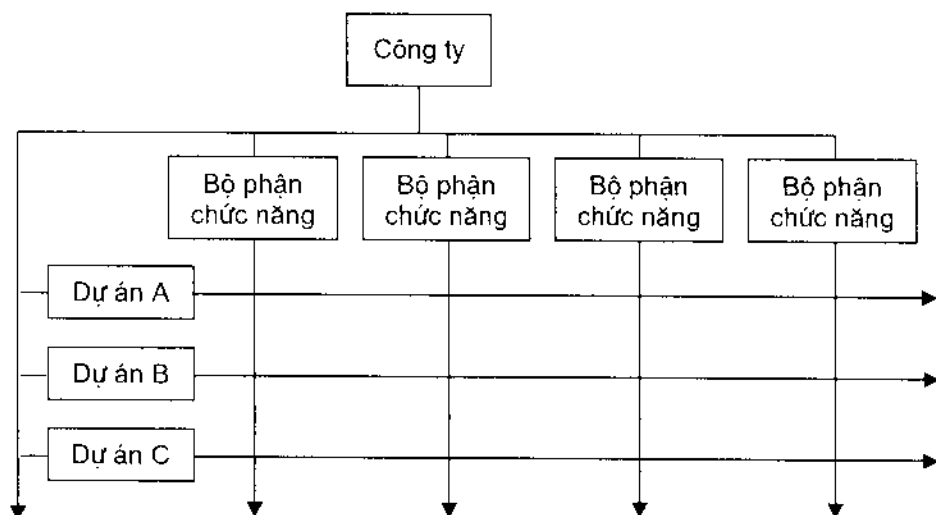 Công ty
Bộ phận
chức năng
Bộ phận
chức năng
Bộ phận
chức năng
Bộ phận
chức năng
Dự án A
Dự án B
Dự án C